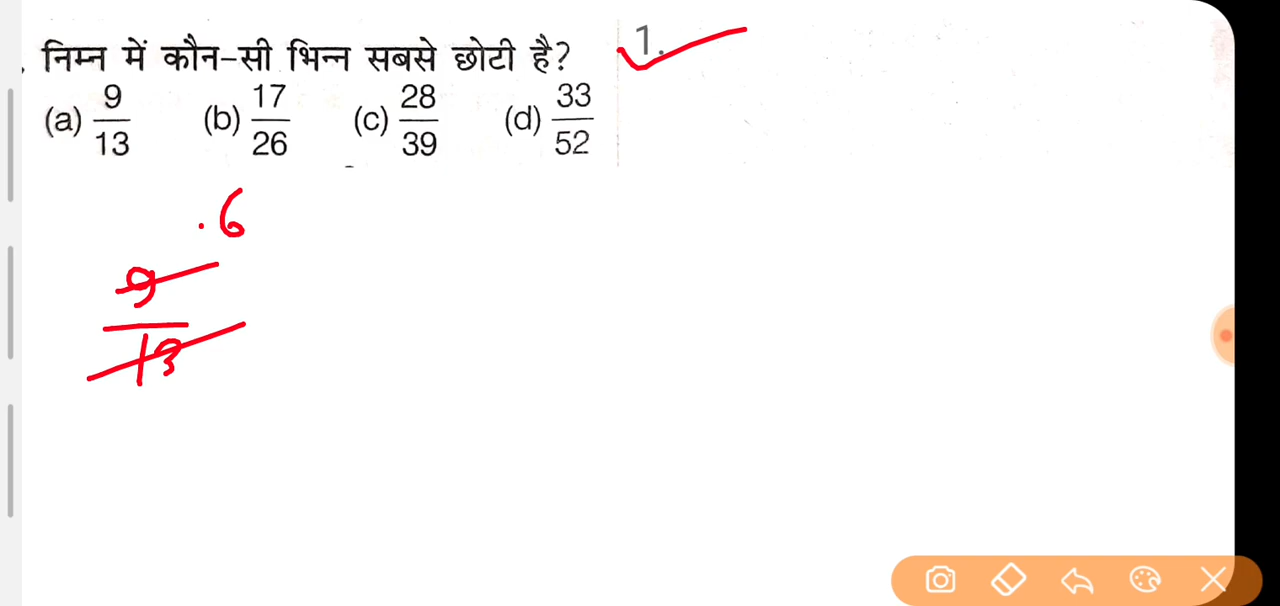 . निम्न में कौन-सी भिन्न सबसे छोटी है? 1.
(a) 9/13 (b) 17/26 (c) 28/39 (d) 33/52
.6
9
13